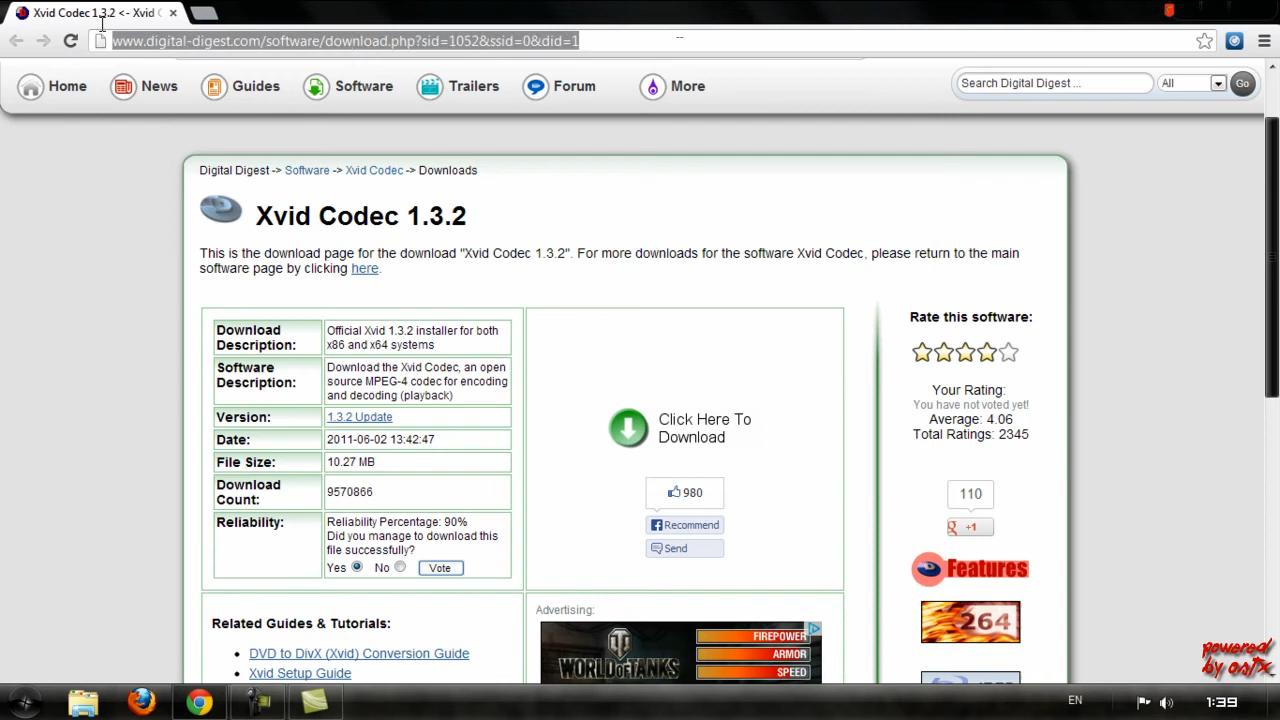 Xvid Codec 1.3.2 <- Xvid C
www.digital-digest.com/software/download.php?sid=1052&ssid=0&did=1
Home News Guides Software Trailers Forum More
Search Digital Digest ... All Go
Digital Digest -> Software -> Xvid Codec -> Downloads
Xvid Codec 1.3.2
This is the download page for the download "Xvid Codec 1.3.2". For more downloads for the software Xvid Codec, please return to the main
software page by clicking here.
Download
Description:
Official Xvid 1.3.2 installer for both
x86 and x64 systems
Software
Description:
Download the Xvid Codec, an open
source MPEG-4 codec for encoding
and decoding (playback)
Version: 1.3.2 Update
Date: 2011-06-02 13:42:47
File Size: 10.27 MB
Download
Count:
9570866
Reliability:
Reliability Percentage: 90%
Did you manage to download this
file successfully?
Yes No Vote
Click Here To
Download
980
Recommend
Send
Rate this software:
Your Rating:
You have not voted yet!
Average: 4.06
Total Ratings: 2345
110
+1
Features
264
Related Guides & Tutorials:
DVD to DivX (Xvid) Conversion Guide
Xvid Setup Guide
Advertising:
WORLD OF TANKS
FIREPOWER
ARMOR
SPEED
powered
by onix
EN
1:39